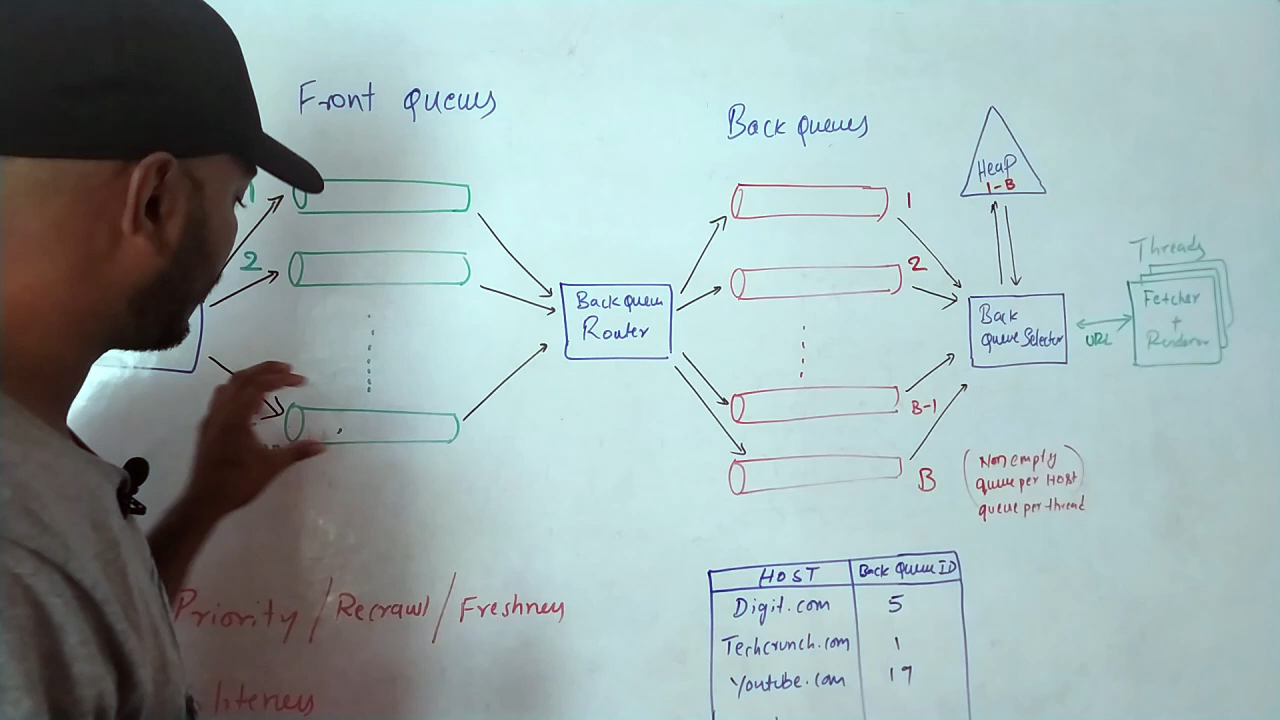 Front queues
Back queues
Heap
1-B
1
2
1
2
B-1
B
Back queue
Router
Back
Queue Selector
URL
Threads
Fetcher
+
Renderer
(Non empty
queue per Host)
queue per thread
Priority / Recrawl / Freshness
liteness
HOST
Back Queue ID
Digit.com
5
Techcrunch.com
1
Youtube.com
17